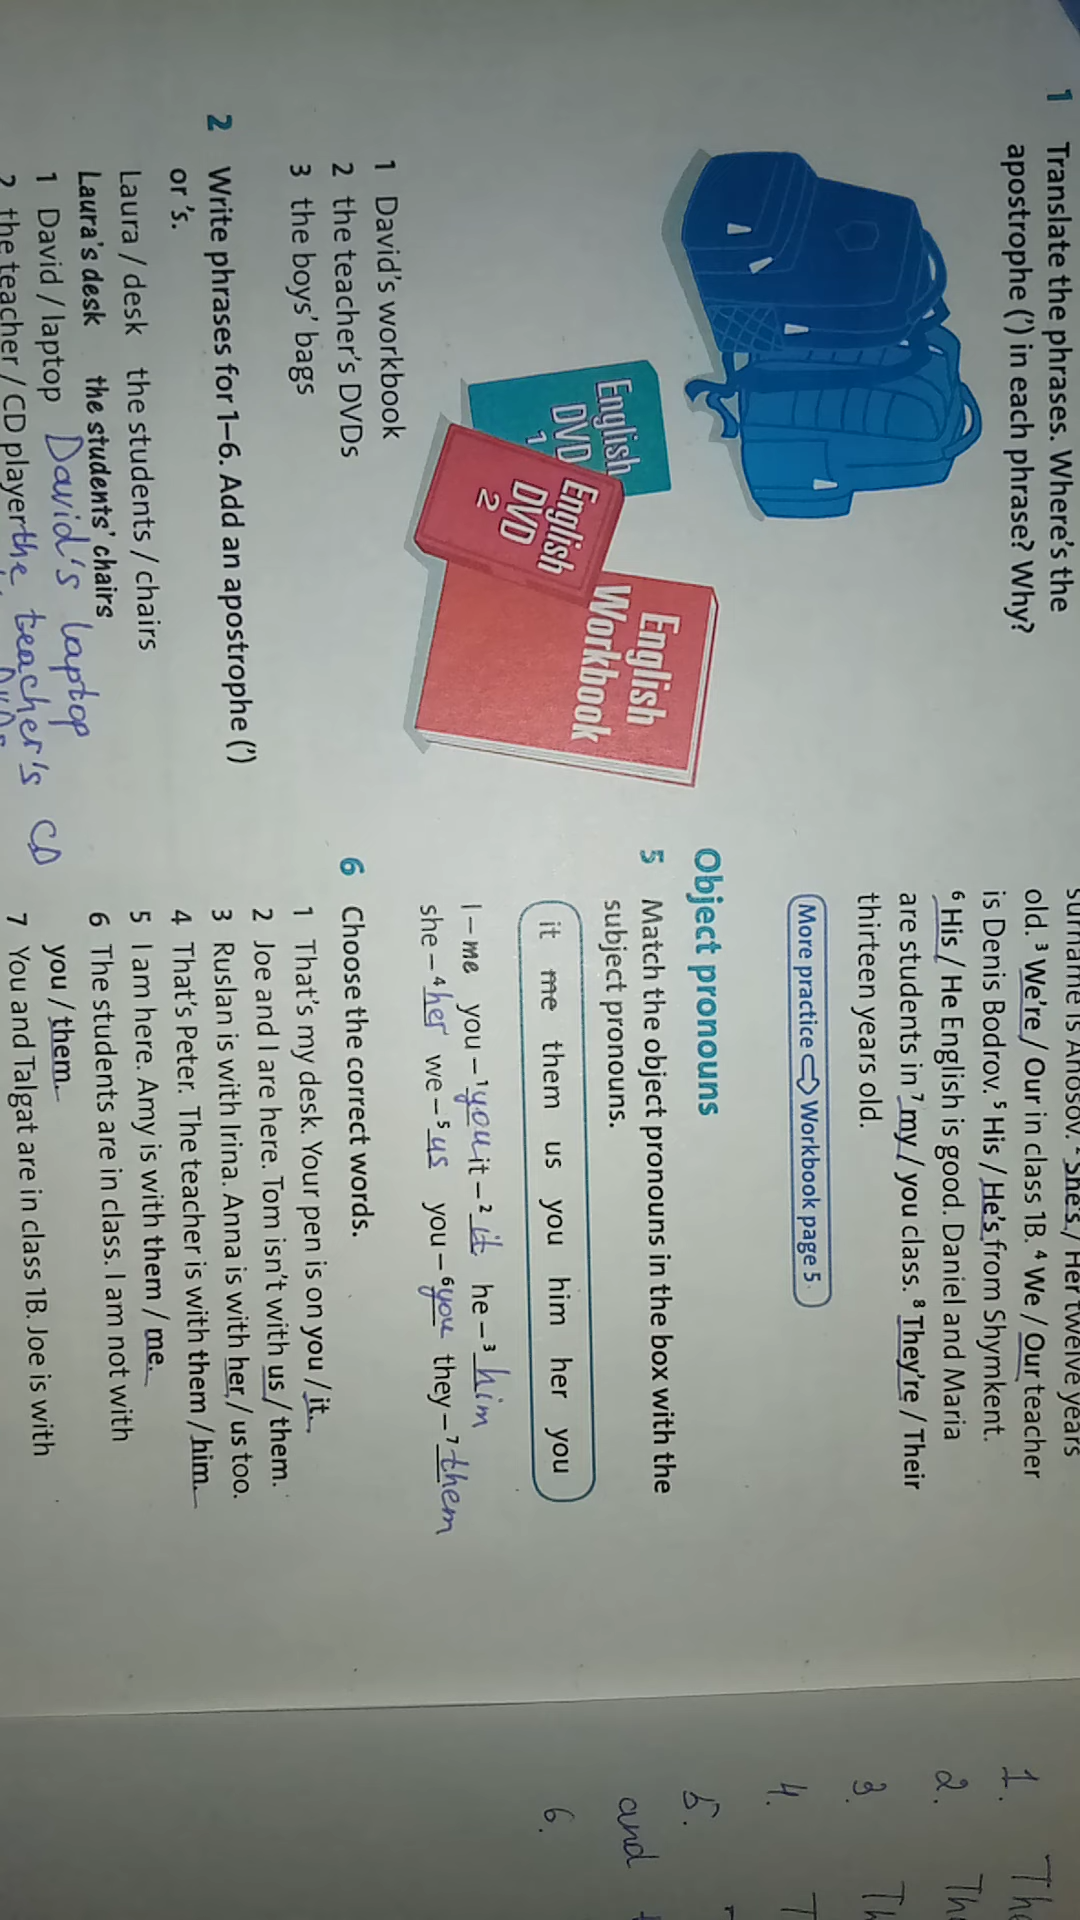 1 Translate the phrases. Where's the
apostrophe (’) in each phrase? Why?
English
DVD
1
English
DVD
2
English
Workbook
1 David's workbook
2 the teacher's DVDs
3 the boys' bags
2 Write phrases for 1–6. Add an apostrophe (’)
or 's.
Laura / desk the students / chairs
Laura's desk the students' chairs
1 David / laptop David's laptop
2 the teacher / CD player the teacher's CD
surname is Anosov. 2 She's / Her twelve years
old. 3 We're / Our in class 1B. 4 We / Our teacher
is Denis Bodrov. 5 His / He's from Shymkent.
6 His / He English is good. Daniel and Maria
are students in 7 my / you class. 8 They're / Their
thirteen years old.
More practice ⇨ Workbook page 5
Object pronouns
5 Match the object pronouns in the box with the
subject pronouns.
it me them us you him her you
I – me you – 1 you it – 2 it he – 3 him
she – 4 her we – 5 us you – 6 you they – 7 them
6 Choose the correct words.
1 That's my desk. Your pen is on you / it.
2 Joe and I are here. Tom isn't with us / them.
3 Ruslan is with Irina. Anna is with her / us too.
4 That's Peter. The teacher is with them / him.
5 I am here. Amy is with them / me.
6 The students are in class. I am not with
you / them.
7 You and Talgat are in class 1B. Joe is with
1.
2.
3.
4.
5.
and
6.